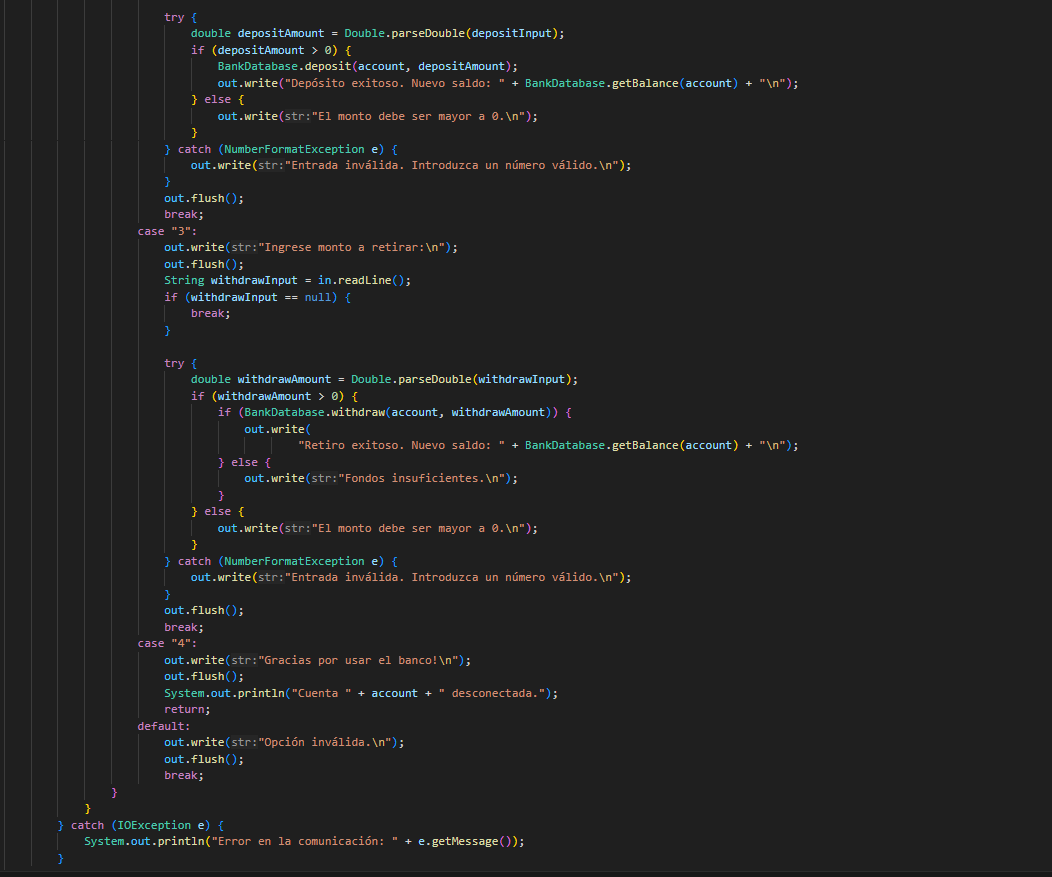 try {
double depositAmount = Double.parseDouble(depositInput);
if (depositAmount > 0) {
BankDatabase.deposit(account, depositAmount);
out.write("Depósito exitoso. Nuevo saldo: " + BankDatabase.getBalance(account) + "\n");
} else {
out.write(str:"El monto debe ser mayor a 0.\n");
}
} catch (NumberFormatException e) {
out.write(str:"Entrada inválida. Introduzca un número válido.\n");
}
out.flush();
break;
case "3":
out.write(str:"Ingrese monto a retirar:\n");
out.flush();
String withdrawInput = in.readLine();
if (withdrawInput == null) {
break;
}
try {
double withdrawAmount = Double.parseDouble(withdrawInput);
if (withdrawAmount > 0) {
if (BankDatabase.withdraw(account, withdrawAmount)) {
out.write(
"Retiro exitoso. Nuevo saldo: " + BankDatabase.getBalance(account) + "\n");
} else {
out.write(str:"Fondos insuficientes.\n");
}
} else {
out.write(str:"El monto debe ser mayor a 0.\n");
}
} catch (NumberFormatException e) {
out.write(str:"Entrada inválida. Introduzca un número válido.\n");
}
out.flush();
break;
case "4":
out.write(str:"Gracias por usar el banco!\n");
out.flush();
System.out.println("Cuenta " + account + " desconectada.");
return;
default:
out.write(str:"Opción inválida.\n");
out.flush();
break;
}
}
} catch (IOException e) {
System.out.println("Error en la comunicación: " + e.getMessage());
}